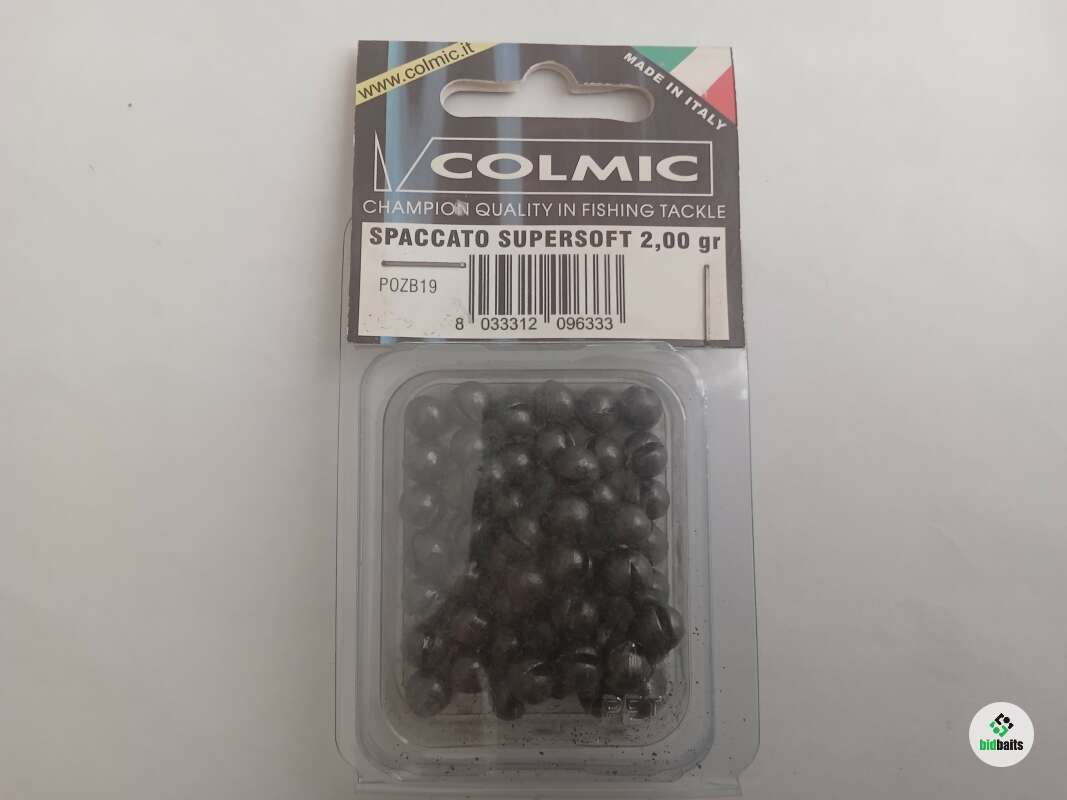 www.colmic.it
MADE IN ITALY
COLMIC
CHAMPION QUALITY IN FISHING TACKLE
SPACCATO SUPERSOFT 2,00 gr
POZB19
8 033312 096333
PET
bidbaits